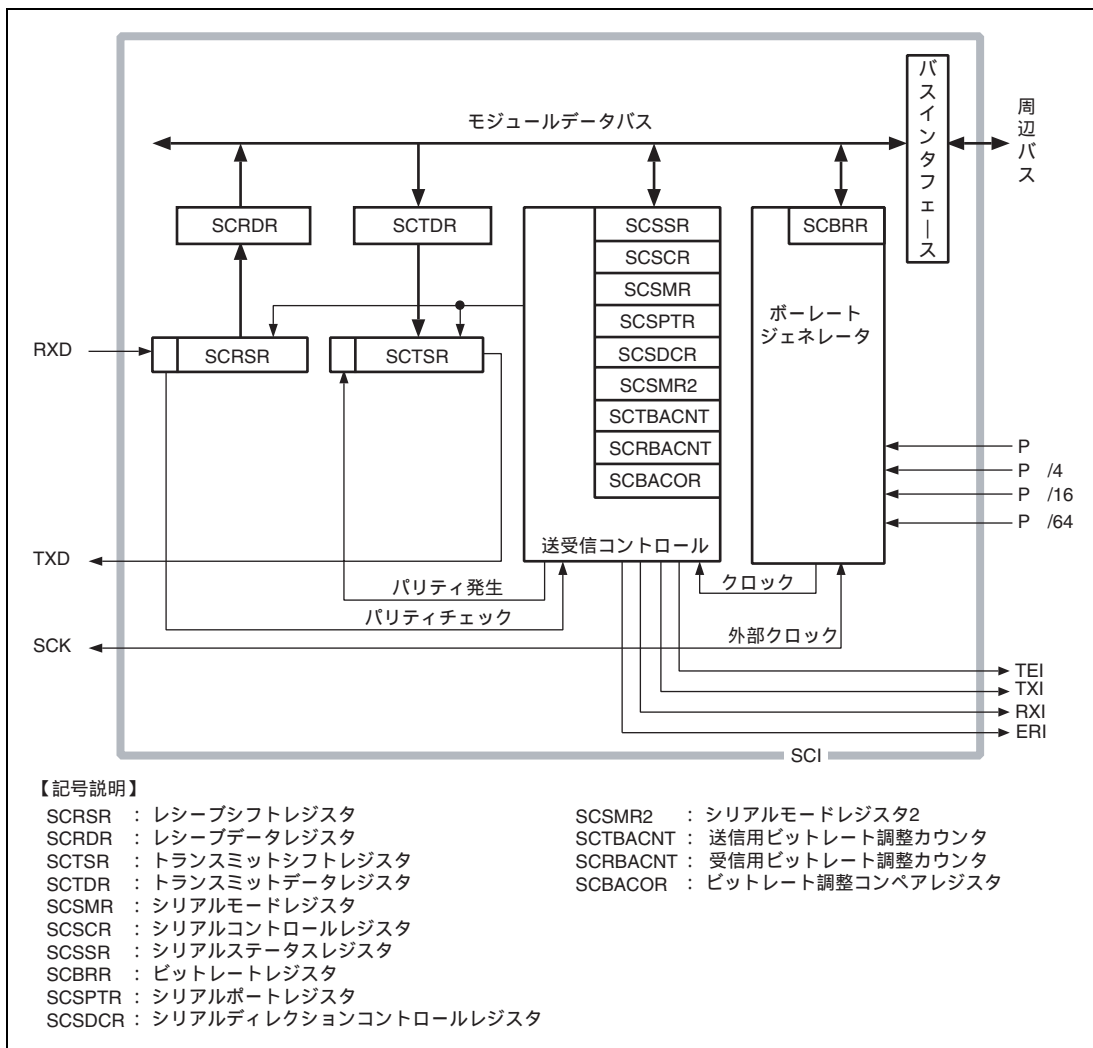 モジュールデータバス
バスインタフェース
周辺バス
SCRDR
SCTDR
SCSSR
SCBRR
SCSCR
SCSMR
SCSPTR
SCSDCR
SCSMR2
SCTBACNT
SCRBACNT
SCBACOR
ボーレート
ジェネレータ
RXD
SCRSR
SCTSR
P
P /4
P /16
P /64
送受信コントロール
TXD
パリティ発生
クロック
パリティチェック
外部クロック
SCK
TEI
TXI
RXI
ERI
SCI
【記号説明】
SCRSR : レシーブシフトレジスタ
SCRDR : レシーブデータレジスタ
SCTSR : トランスミットシフトレジスタ
SCTDR : トランスミットデータレジスタ
SCSMR : シリアルモードレジスタ
SCSCR : シリアルコントロールレジスタ
SCSSR : シリアルステータスレジスタ
SCBRR : ビットレートレジスタ
SCSPTR : シリアルポートレジスタ
SCSDCR : シリアルディレクションコントロールレジスタ
SCSMR2 : シリアルモードレジスタ2
SCTBACNT : 送信用ビットレート調整カウンタ
SCRBACNT : 受信用ビットレート調整カウンタ
SCBACOR : ビットレート調整コンペアレジスタ